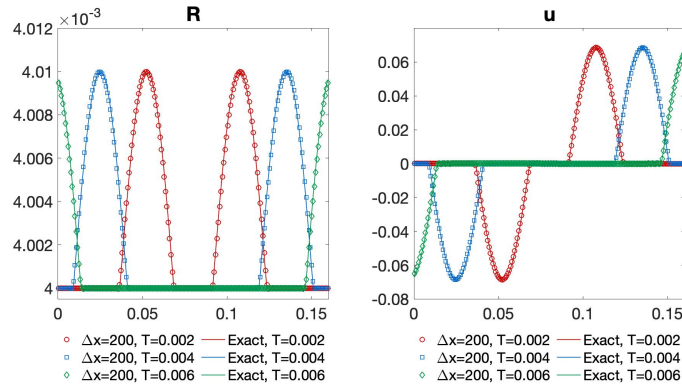 R
4.012 ×10⁻³
4.01
4.008
4.006
4.004
4.002
4
0 0.05 0.1 0.15
○ Δx=200, T=0.002 — Exact, T=0.002
□ Δx=200, T=0.004 — Exact, T=0.004
◇ Δx=200, T=0.006 — Exact, T=0.006
u
0.06
0.04
0.02
0
-0.02
-0.04
-0.06
-0.08
0 0.05 0.1 0.15
○ Δx=200, T=0.002 — Exact, T=0.002
□ Δx=200, T=0.004 — Exact, T=0.004
◇ Δx=200, T=0.006 — Exact, T=0.006